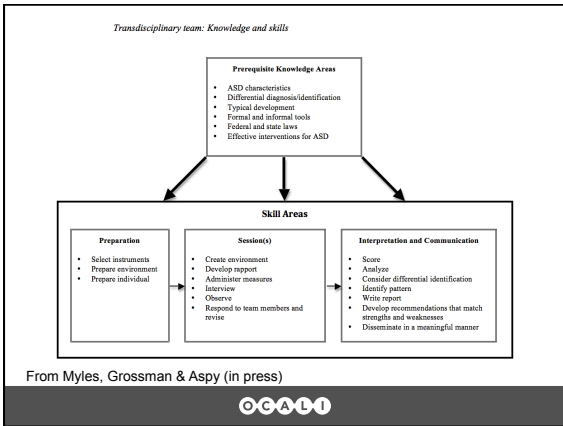 Transdisciplinary team: Knowledge and skills
Prerequisite Knowledge Areas
• ASD characteristics
• Differential diagnosis/identification
• Typical development
• Formal and informal tools
• Federal and state laws
• Effective interventions for ASD
Skill Areas
Preparation
• Select instruments
• Prepare environment
• Prepare individual
Session(s)
• Create environment
• Develop rapport
• Administer measures
• Interview
• Observe
• Respond to team members and
revise
Interpretation and Communication
• Score
• Analyze
• Consider differential identification
• Identify pattern
• Write report
• Develop recommendations that match
strengths and weaknesses
• Disseminate in a meaningful manner
From Myles, Grossman & Aspy (in press)
OCALI